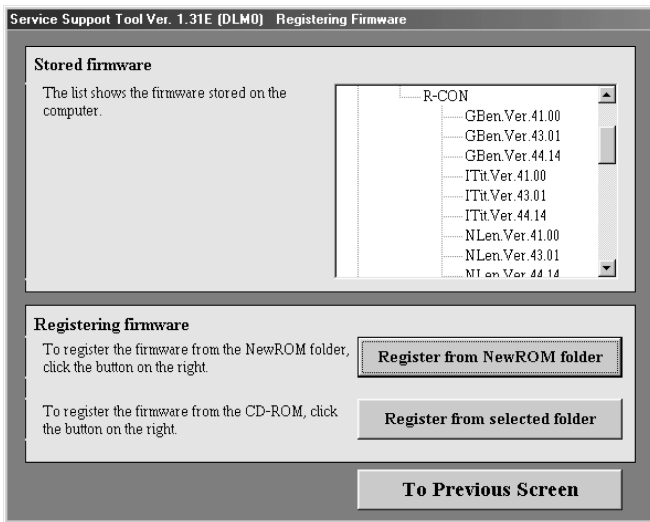 Service Support Tool Ver. 1.31E (DLM0)   Registering Firmware
Stored firmware
The list shows the firmware stored on the
computer.
R-CON
GBen.Ver.41.00
GBen.Ver.43.01
GBen.Ver.44.14
ITit.Ver.41.00
ITit.Ver.43.01
ITit.Ver.44.14
NLen.Ver.41.00
NLen.Ver.43.01
NLen.Ver.44.14
Registering firmware
To register the firmware from the NewROM folder,
click the button on the right.
Register from NewROM folder
To register the firmware from the CD-ROM, click
the button on the right.
Register from selected folder
To Previous Screen